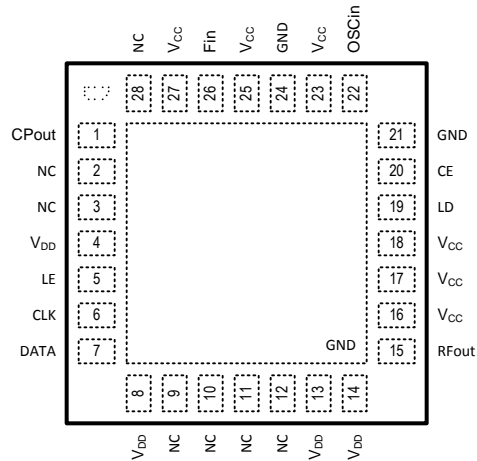 NC VCC Fin VCC GND VCC OSCin
28 27 26 25 24 23 22
CPout 1 21 GND
NC 2 20 CE
NC 3 19 LD
VDD 4 18 VCC
LE 5 17 VCC
CLK 6 16 VCC
DATA 7 GND 15 RFout
8 9 10 11 12 13 14
VDD NC NC NC NC VDD VDD